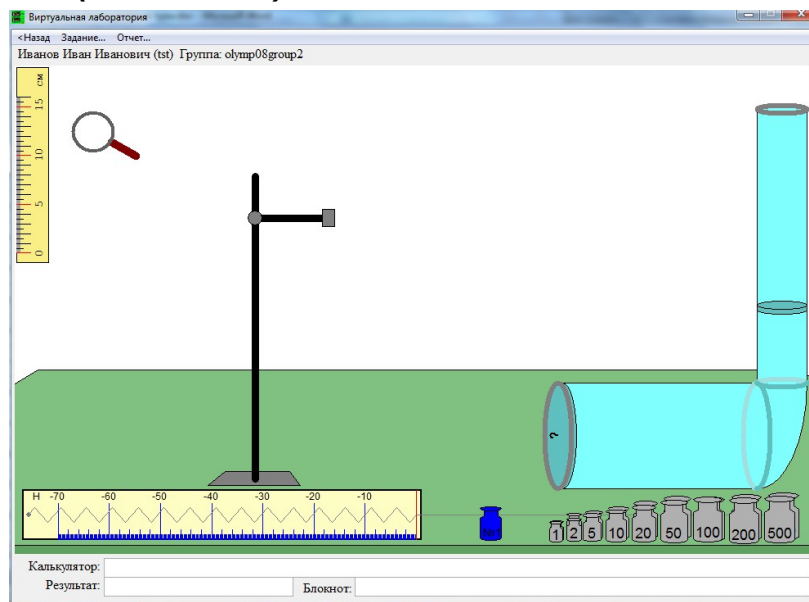 Виртуальная лаборатория
<Назад Задание... Отчет...
Иванов Иван Иванович (tst) Группа: olymp08group2
см
15
10
5
0
?
Н -70 -60 -50 -40 -30 -20 -10
№1
1 2 5 10 20 50 100 200 500
Калькулятор:
Результат: Блокнот: